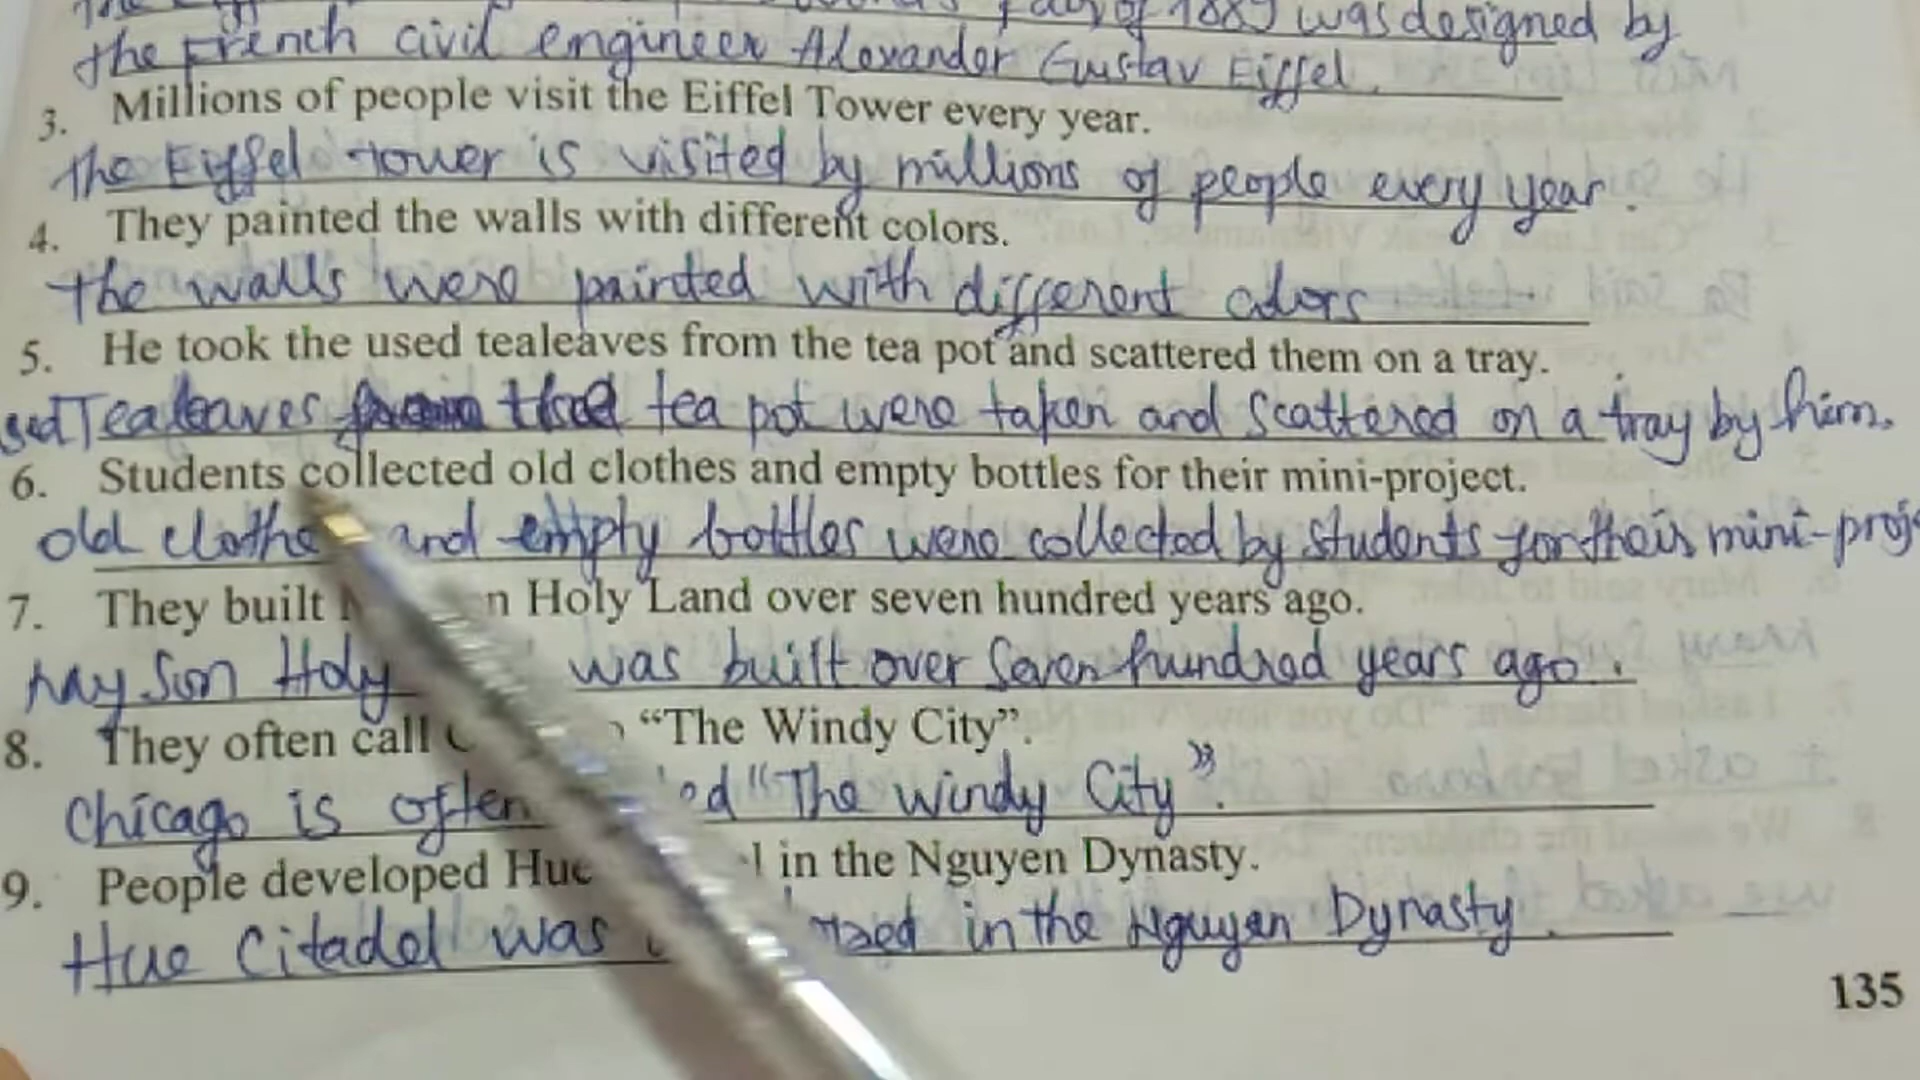 of 1889 was designed by
the French civil engineer Alexander Gustav Eiffel.
3. Millions of people visit the Eiffel Tower every year.
The Eiffel tower is visited by millions of people every year.
4. They painted the walls with different colors.
the walls were painted with different colors
5. He took the used tealeaves from the tea pot and scattered them on a tray.
Tealeaves tea pot were taken and scattered on a tray by him.
6. Students collected old clothes and empty bottles for their mini-project.
old clothe and empty bottles were collected by students for their mini-proj
7. They built n Holy Land over seven hundred years ago.
Holy was built over seven hundred years ago.
8. They often call “The Windy City”.
Chicago is often "The windy City".
9. People developed Hue in the Nguyen Dynasty.
Hue Citadel was in the Nguyen Dynasty.
135